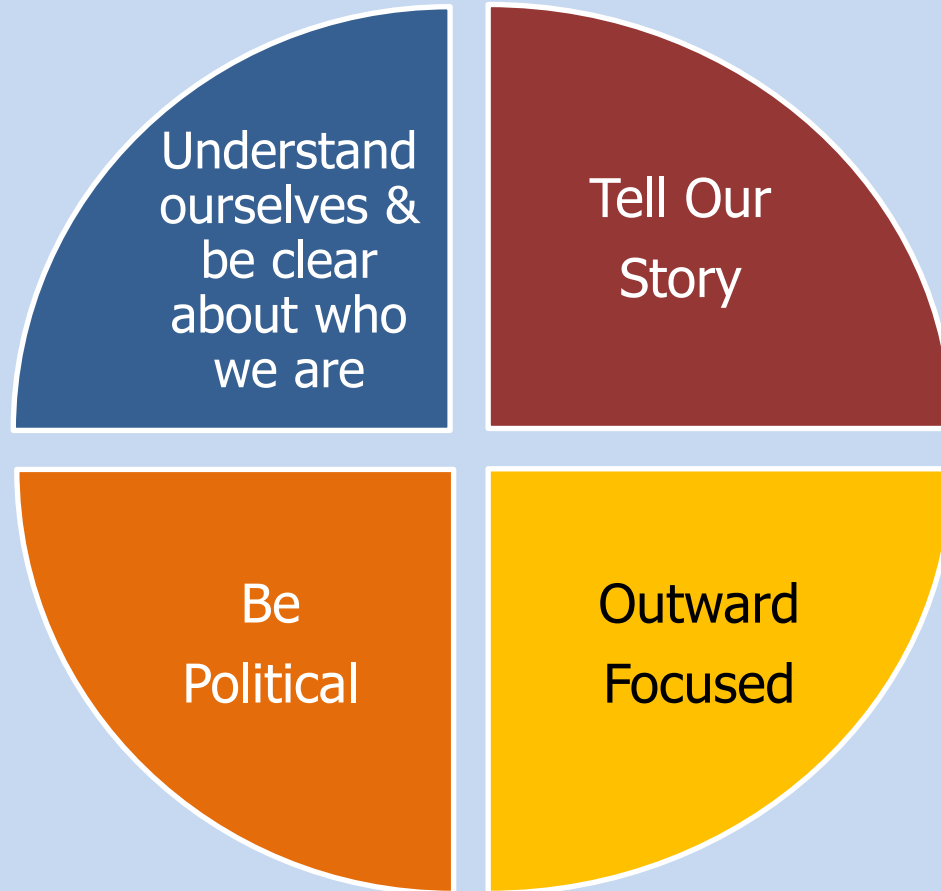 Understand
ourselves &
be clear
about who
we are
Tell Our
Story
Be
Political
Outward
Focused